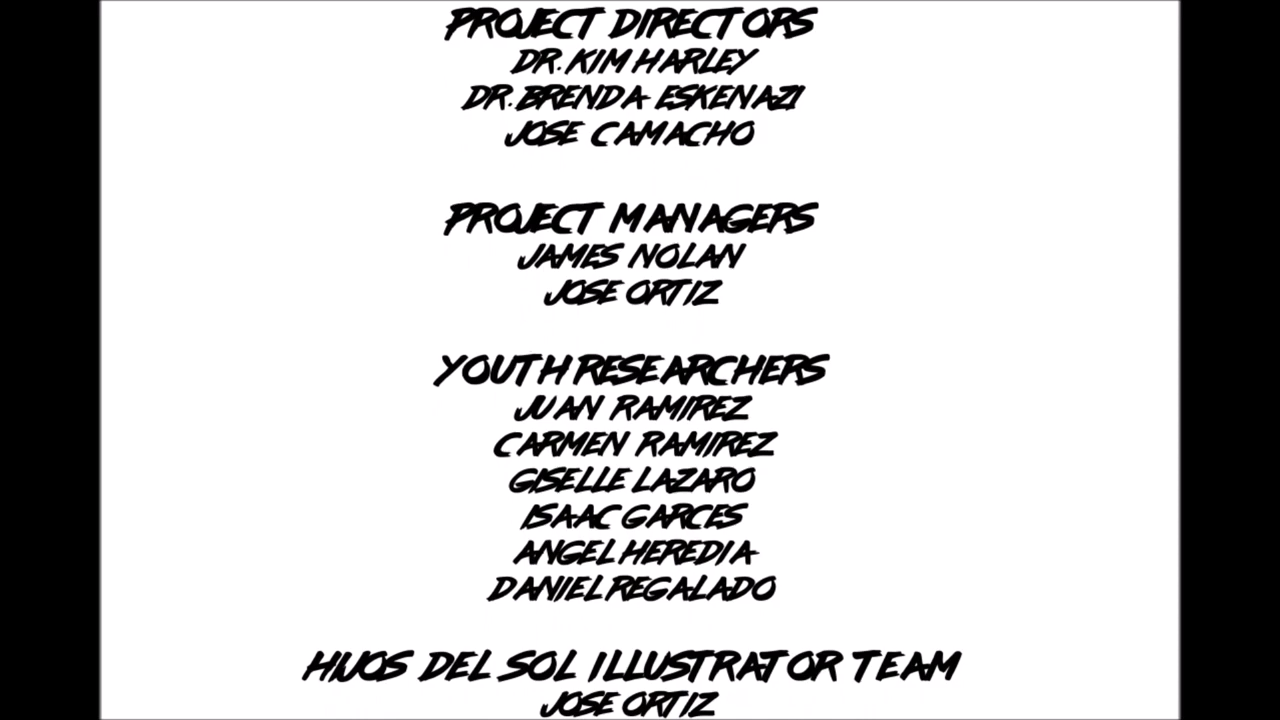 PROJECT DIRECTORS
DR. KIM HARLEY
DR. BRENDA ESKENAZI
JOSE CAMACHO
PROJECT MANAGERS
JAMES NOLAN
JOSE ORTIZ
YOUTH RESEARCHERS
JUAN RAMIREZ
CARMEN RAMIREZ
GISELLE LAZARO
ISAAC GARCES
ANGEL HEREDIA
DANIEL REGALADO
HIJOS DEL SOL ILLUSTRATOR TEAM
JOSE ORTIZ